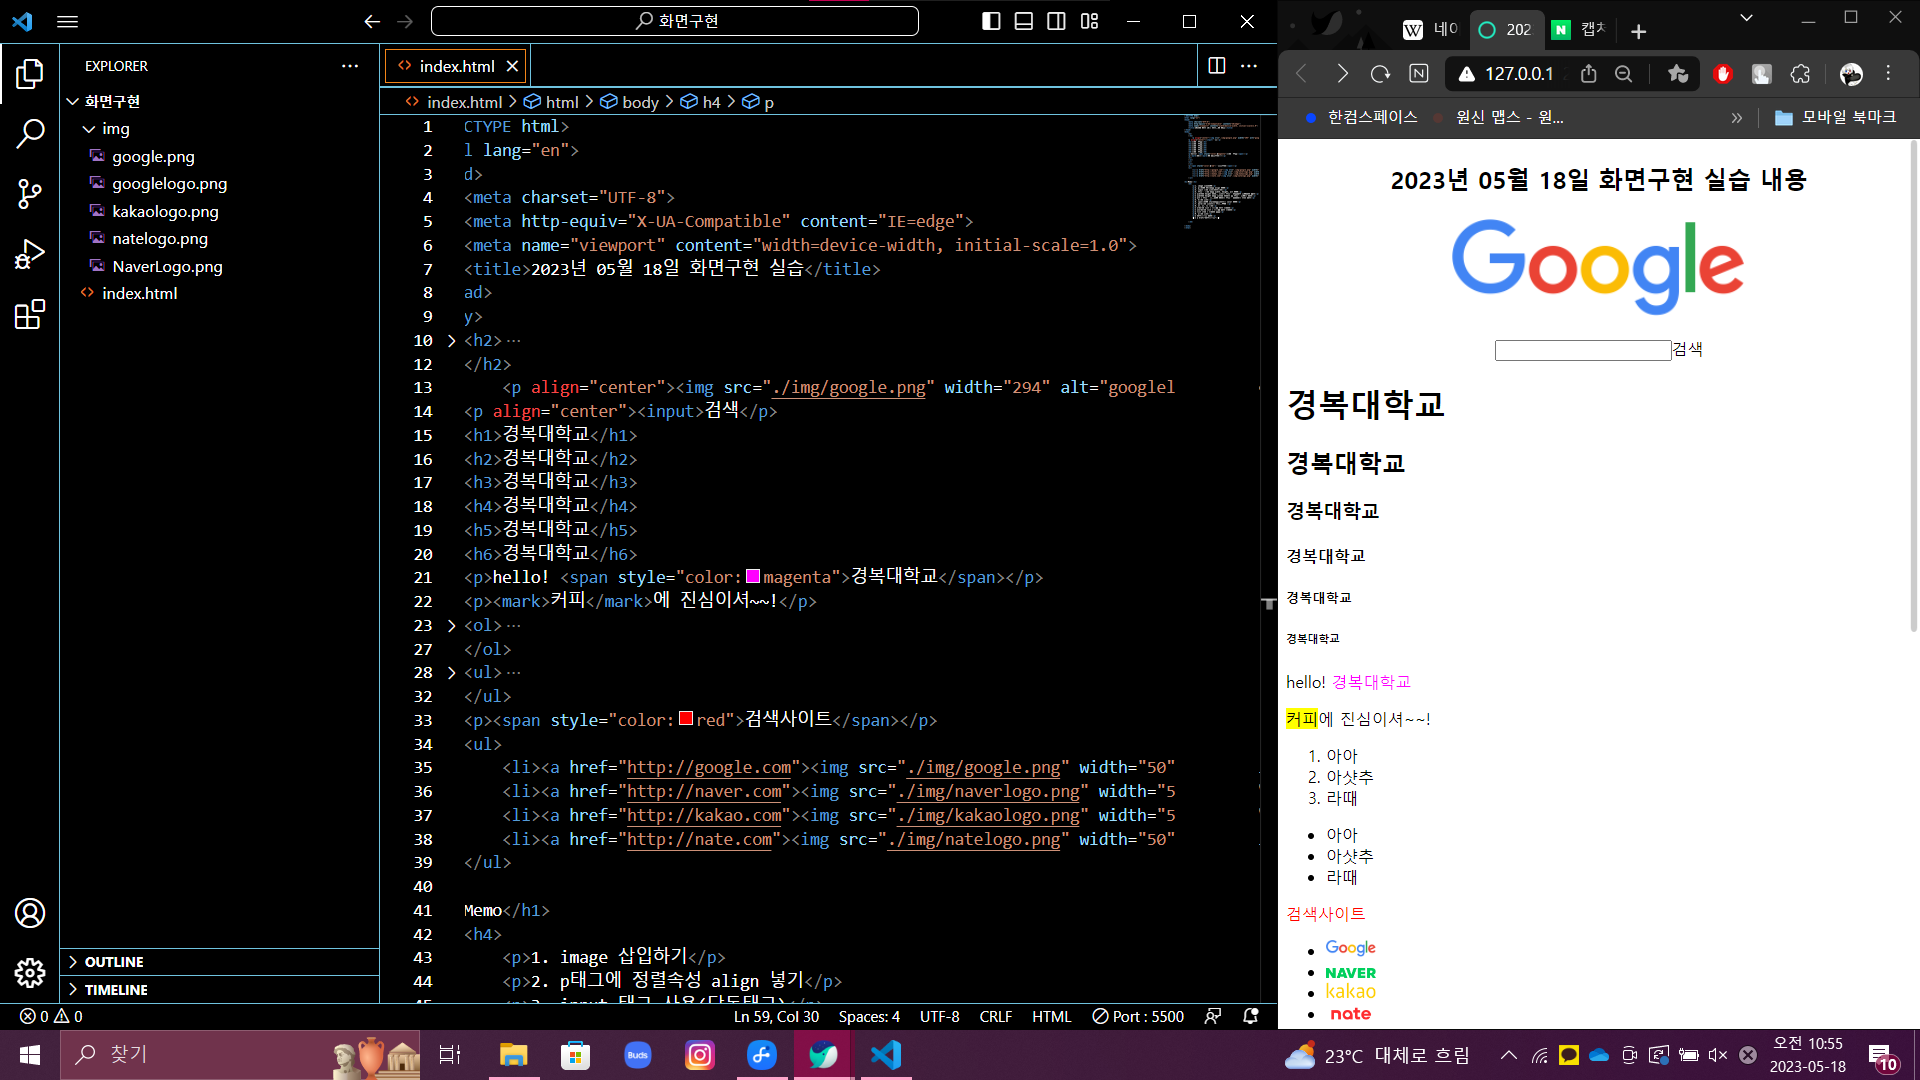 화면구현
EXPLORER
화면구현
img
google.png
googlelogo.png
kakaologo.png
natelogo.png
NaverLogo.png
index.html
OUTLINE
TIMELINE
index.html
index.html > html > body > h4 > p
1 CTYPE html>
2 l lang="en">
3 d>
4 <meta charset="UTF-8">
5 <meta http-equiv="X-UA-Compatible" content="IE=edge">
6 <meta name="viewport" content="width=device-width, initial-scale=1.0">
7 <title>2023년 05월 18일 화면구현 실습</title>
8 ad>
9 y>
10 <h2>…
12 </h2>
13 <p align="center"><img src="./img/google.png" width="294" alt="googlel
14 <p align="center"><input>검색</p>
15 <h1>경복대학교</h1>
16 <h2>경복대학교</h2>
17 <h3>경복대학교</h3>
18 <h4>경복대학교</h4>
19 <h5>경복대학교</h5>
20 <h6>경복대학교</h6>
21 <p>hello! <span style="color:magenta">경복대학교</span></p>
22 <p><mark>커피</mark>에 진심이셔~~!</p>
23 <ol>…
27 </ol>
28 <ul>…
32 </ul>
33 <p><span style="color:red">검색사이트</span></p>
34 <ul>
35 <li><a href="http://google.com"><img src="./img/google.png" width="50"
36 <li><a href="http://naver.com"><img src="./img/naverlogo.png" width="5
37 <li><a href="http://kakao.com"><img src="./img/kakaologo.png" width="5
38 <li><a href="http://nate.com"><img src="./img/natelogo.png" width="50"
39 </ul>
40
41 Memo</h1>
42 <h4>
43 <p>1. image 삽입하기</p>
44 <p>2. p태그에 정렬속성 align 넣기</p>
0 0 Ln 59, Col 30 Spaces: 4 UTF-8 CRLF HTML Port : 5500
W 네이 202 N 캡처
N 127.0.0.1
한컴스페이스 원신 맵스 - 원... » 모바일 북마크
2023년 05월 18일 화면구현 실습 내용
Google
검색
경복대학교
경복대학교
경복대학교
경복대학교
경복대학교
경복대학교
hello! 경복대학교
커피에 진심이셔~~!
1. 아아
2. 아샷추
3. 라때
아아
아샷추
라때
검색사이트
Google
NAVER
kakao
nate
찾기 Buds 23°C 대체로 흐림 오전 10:55
2023-05-18 10